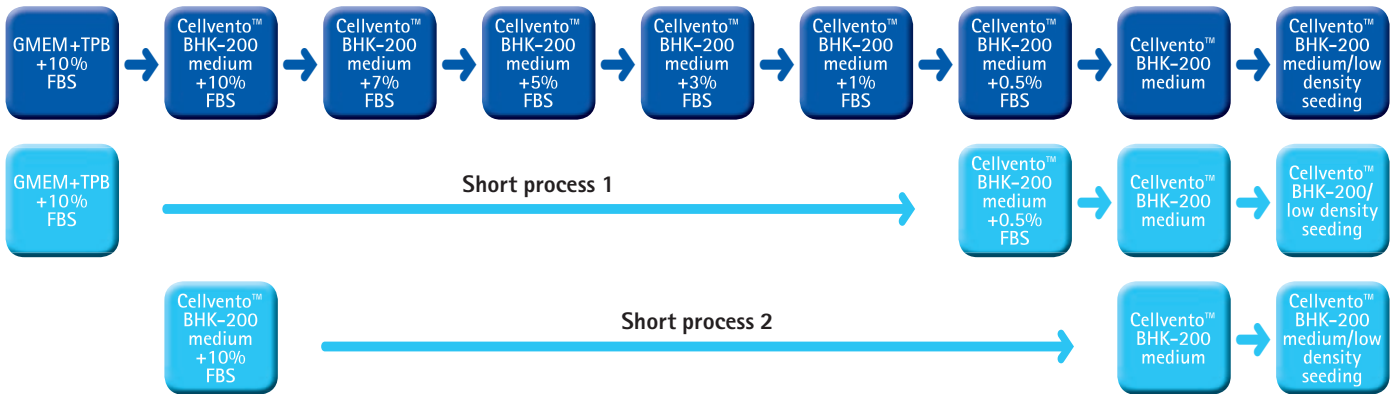 GMEM+TPB
+10%
FBS
Cellvento™
BHK-200
medium
+10%
FBS
Cellvento™
BHK-200
medium
+7%
FBS
Cellvento™
BHK-200
medium
+5%
FBS
Cellvento™
BHK-200
medium
+3%
FBS
Cellvento™
BHK-200
medium
+1%
FBS
Cellvento™
BHK-200
medium
+0.5%
FBS
Cellvento™
BHK-200
medium
Cellvento™
BHK-200
medium/low
density
seeding
GMEM+TPB
+10%
FBS
Short process 1
Cellvento™
BHK-200
medium
+0.5%
FBS
Cellvento™
BHK-200
medium
Cellvento™
BHK-200/
low density
seeding
Cellvento™
BHK-200
medium
+10%
FBS
Short process 2
Cellvento™
BHK-200
medium
Cellvento™
BHK-200
medium/low
density
seeding